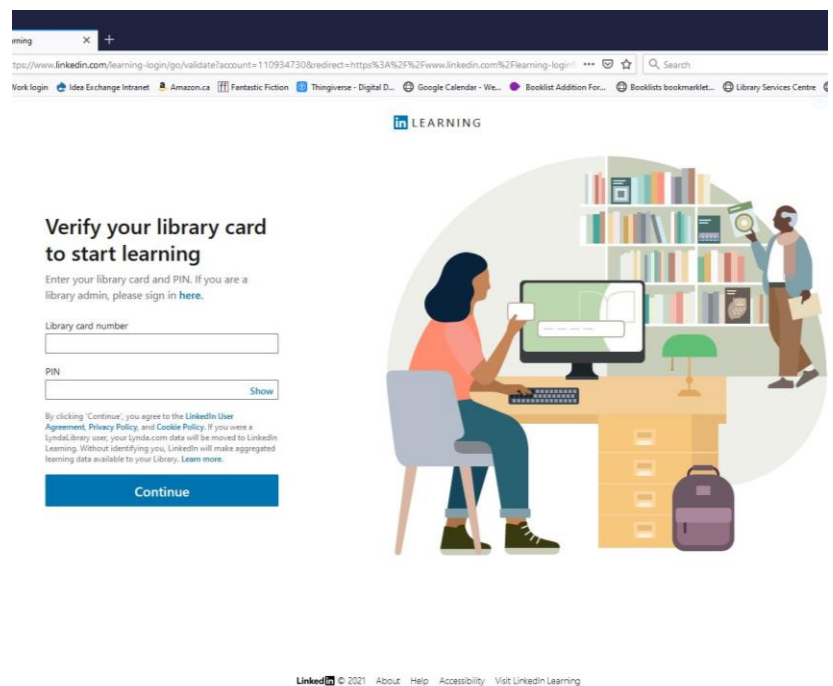 rning
ttps://www.linkedin.com/learning-login/go/validate?account=110934730&redirect=https%3A%2F%2Fwww.linkedin.com%2Flearning-login
Search
Work login Idea Exchange Intranet Amazon.ca Fantastic Fiction Thingiverse - Digital D... Google Calendar - We... Booklist Addition For... Booklists bookmarklet... Library Services Centre
in LEARNING
Verify your library card
to start learning
Enter your library card and PIN. If you are a
library admin, please sign in here.
Library card number
PIN
Show
By clicking 'Continue', you agree to the LinkedIn User
Agreement, Privacy Policy, and Cookie Policy. If you were a
LyndaLibrary user, your Lynda.com data will be moved to LinkedIn
Learning. Without identifying you, LinkedIn will make aggregated
learning data available to your Library. Learn more.
Continue
LinkedIn © 2021 About Help Accessibility Visit LinkedIn Learning